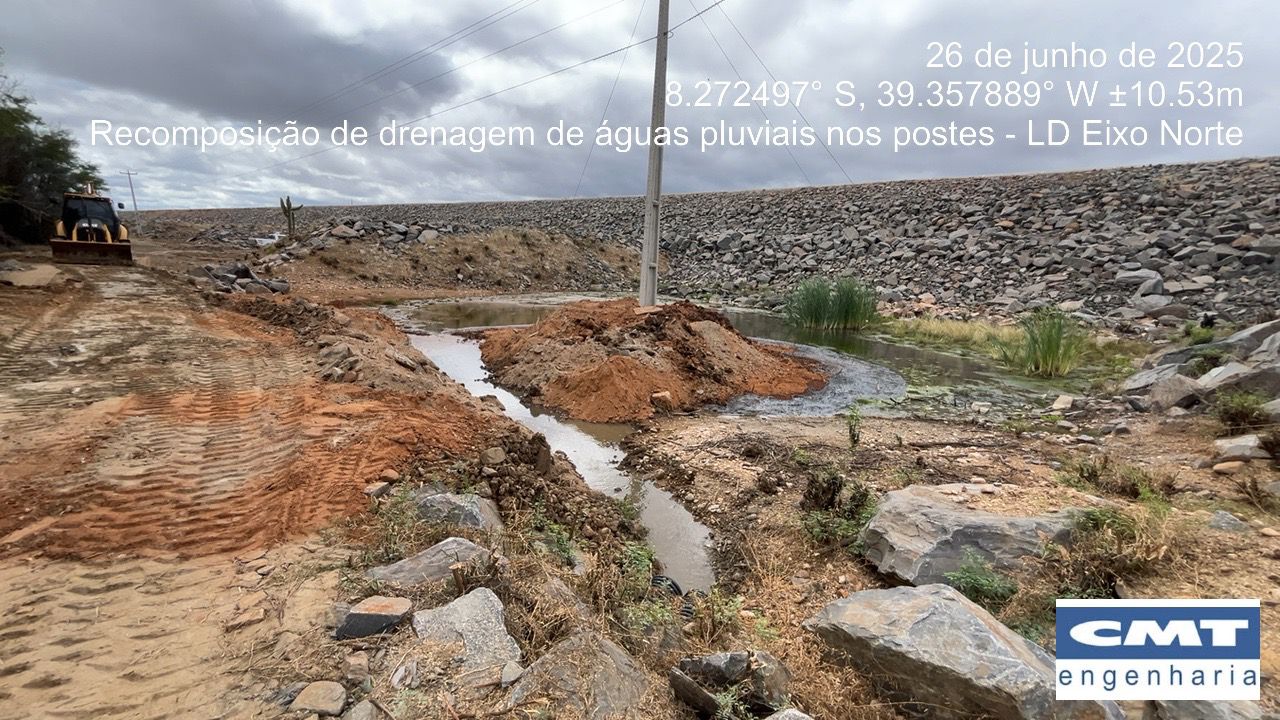 26 de junho de 2025
8.272497° S, 39.357889° W ±10.53m
Recomposição de drenagem de águas pluviais nos postes - LD Eixo Norte
CMT
engenharia